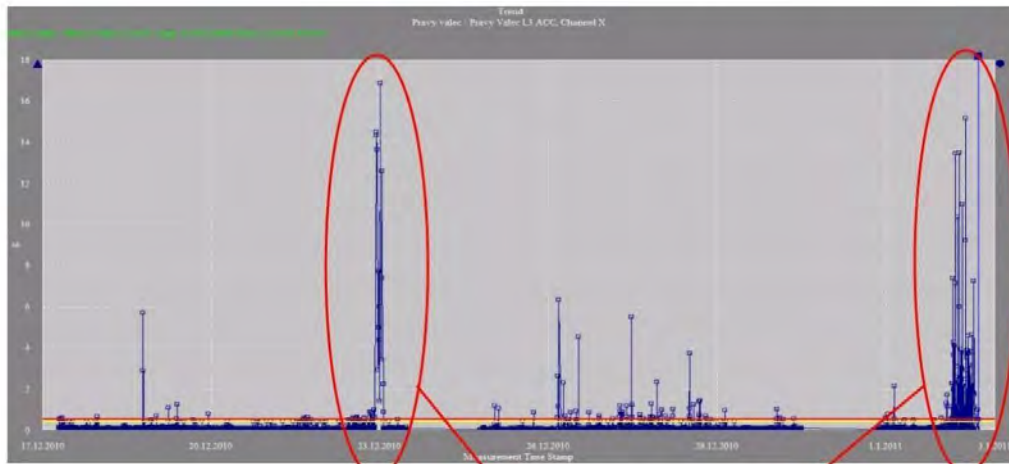 Trend
Pravy valec / Pravy Valec L3 ACC, Channel X
18
16
14
12
10
8
6
4
2
0
g
17.12.2010 20.12.2010 23.12.2010 26.12.2010 29.12.2010 1.1.2011
Measurement Time Stamp